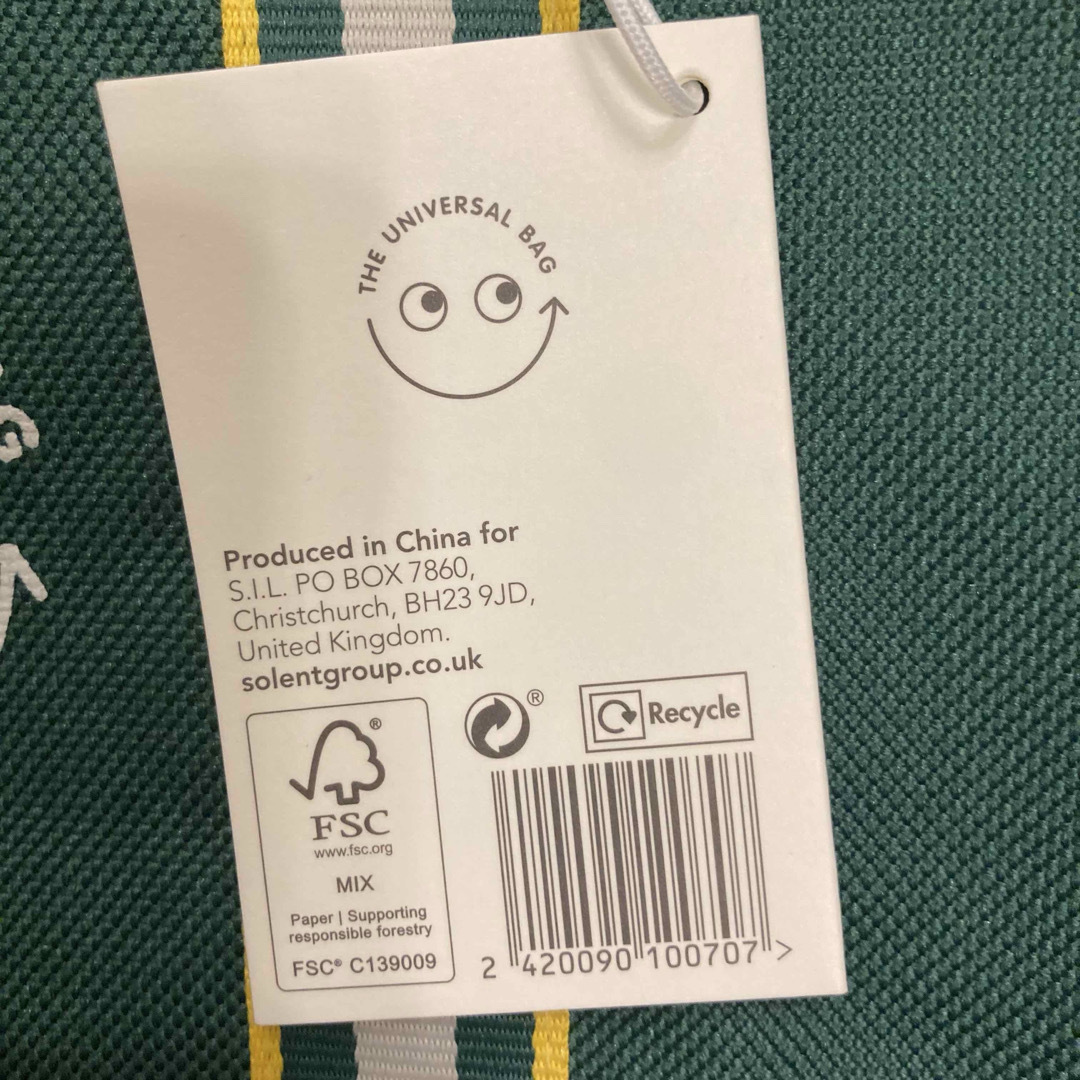 THE UNIVERSAL BAG
Produced in China for
S.I.L. PO BOX 7860,
Christchurch, BH23 9JD,
United Kingdom.
solentgroup.co.uk
®
®
Recycle
FSC
www.fsc.org
MIX
Paper | Supporting
responsible forestry
FSC® C139009
2 420090 100707 >